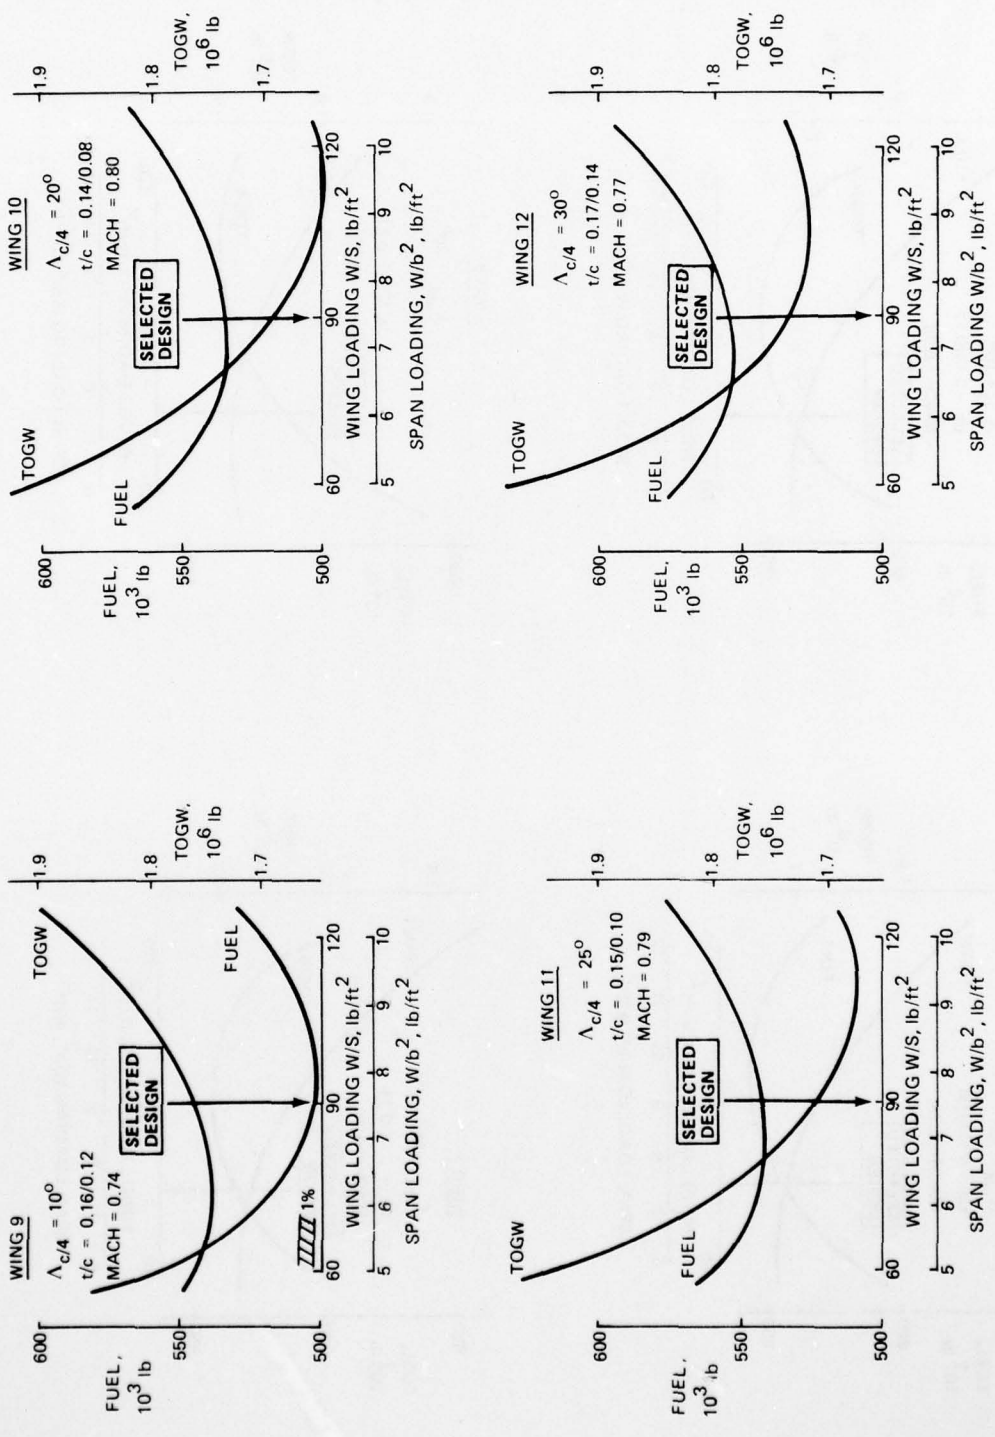 WING 9
Λc/4 = 10°
t/c = 0.16/0.12
MACH = 0.74
TOGW
FUEL
SELECTED
DESIGN
1%
FUEL,
10³ lb
600
550
500
1.9
1.8
1.7
TOGW,
10⁶ lb
60
90
120
WING LOADING W/S, lb/ft²
5
6
7
8
9
10
SPAN LOADING, W/b², lb/ft²
WING 10
Λc/4 = 20°
t/c = 0.14/0.08
MACH = 0.80
TOGW
FUEL
SELECTED
DESIGN
FUEL,
10³ lb
600
550
500
1.9
1.8
1.7
TOGW,
10⁶ lb
60
90
120
WING LOADING W/S, lb/ft²
5
6
7
8
9
10
SPAN LOADING, W/b², lb/ft²
WING 11
Λc/4 = 25°
t/c = 0.15/0.10
MACH = 0.79
TOGW
FUEL
SELECTED
DESIGN
FUEL,
10³ lb
600
550
500
1.9
1.8
1.7
TOGW,
10⁶ lb
60
90
120
WING LOADING W/S, lb/ft²
5
6
7
8
9
10
SPAN LOADING, W/b², lb/ft²
WING 12
Λc/4 = 30°
t/c = 0.17/0.14
MACH = 0.77
TOGW
FUEL
SELECTED
DESIGN
FUEL,
10³ lb
600
550
500
1.9
1.8
1.7
TOGW,
10⁶ lb
60
90
120
WING LOADING W/S, lb/ft²
5
6
7
8
9
10
SPAN LOADING W/b², lb/ft²